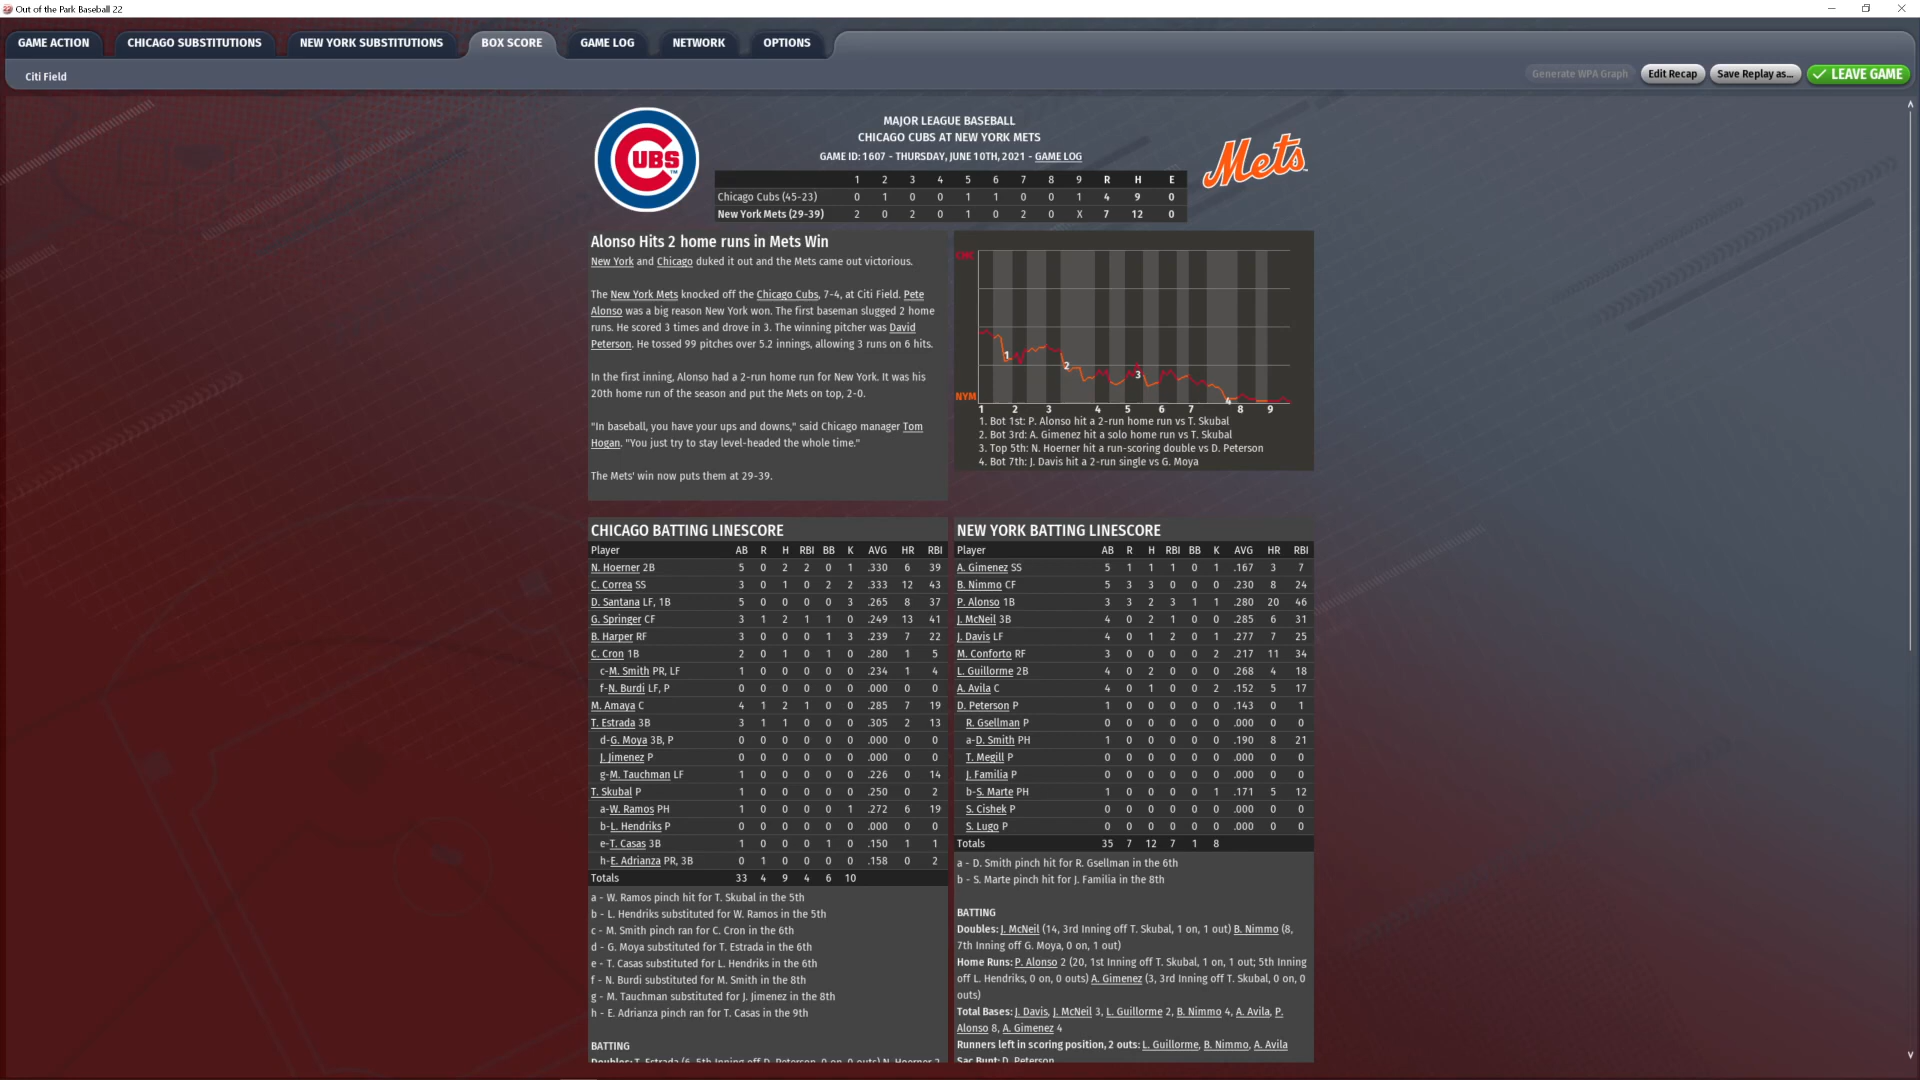 Out of the Park Baseball 22
GAME ACTION CHICAGO SUBSTITUTIONS NEW YORK SUBSTITUTIONS BOX SCORE GAME LOG NETWORK OPTIONS
Citi Field Generate WPA Graph Edit Recap Save Replay as... LEAVE GAME
CUBS
Mets
MAJOR LEAGUE BASEBALL
CHICAGO CUBS AT NEW YORK METS
GAME ID: 1607 - THURSDAY, JUNE 10TH, 2021 - GAME LOG
1 2 3 4 5 6 7 8 9 R H E
Chicago Cubs (45-23) 0 1 0 0 1 1 0 0 1 4 9 0
New York Mets (29-39) 2 0 2 0 1 0 2 0 X 7 12 0
Alonso Hits 2 home runs in Mets Win
New York and Chicago duked it out and the Mets came out victorious.
The New York Mets knocked off the Chicago Cubs, 7-4, at Citi Field. Pete
Alonso was a big reason New York won. The first baseman slugged 2 home
runs. He scored 3 times and drove in 3. The winning pitcher was David
Peterson. He tossed 99 pitches over 5.2 innings, allowing 3 runs on 6 hits.
In the first inning, Alonso had a 2-run home run for New York. It was his
20th home run of the season and put the Mets on top, 2-0.
"In baseball, you have your ups and downs," said Chicago manager Tom
Hogan. "You just try to stay level-headed the whole time."
The Mets' win now puts them at 29-39.
CHC
1
2
3
4
NYM
1 2 3 4 5 6 7 8 9
1. Bot 1st: P. Alonso hit a 2-run home run vs T. Skubal
2. Bot 3rd: A. Gimenez hit a solo home run vs T. Skubal
3. Top 5th: N. Hoerner hit a run-scoring double vs D. Peterson
4. Bot 7th: J. Davis hit a 2-run single vs G. Moya
CHICAGO BATTING LINESCORE
Player AB R H RBI BB K AVG HR RBI
N. Hoerner 2B 5 0 2 2 0 1 .330 6 39
C. Correa SS 3 0 1 0 2 2 .333 12 43
D. Santana LF, 1B 5 0 0 0 0 3 .265 8 37
G. Springer CF 3 1 2 1 1 0 .249 13 41
B. Harper RF 3 0 0 0 1 3 .239 7 22
C. Cron 1B 2 0 1 0 1 0 .280 1 5
c-M. Smith PR, LF 1 0 0 0 0 0 .234 1 4
f-N. Burdi LF, P 0 0 0 0 0 0 .000 0 0
M. Amaya C 4 1 2 1 0 0 .285 7 19
T. Estrada 3B 3 1 1 0 0 0 .305 2 13
d-G. Moya 3B, P 0 0 0 0 0 0 .000 0 0
J. Jimenez P 0 0 0 0 0 0 .000 0 0
g-M. Tauchman LF 1 0 0 0 0 0 .226 0 14
T. Skubal P 1 0 0 0 0 0 .250 0 2
a-W. Ramos PH 1 0 0 0 0 1 .272 6 19
b-L. Hendriks P 0 0 0 0 0 0 .000 0 0
e-T. Casas 3B 1 0 0 0 1 0 .150 1 1
h-E. Adrianza PR, 3B 0 1 0 0 0 0 .158 0 2
Totals 33 4 9 4 6 10
a - W. Ramos pinch hit for T. Skubal in the 5th
b - L. Hendriks substituted for W. Ramos in the 5th
c - M. Smith pinch ran for C. Cron in the 6th
d - G. Moya substituted for T. Estrada in the 6th
e - T. Casas substituted for L. Hendriks in the 6th
f - N. Burdi substituted for M. Smith in the 8th
g - M. Tauchman substituted for J. Jimenez in the 8th
h - E. Adrianza pinch ran for T. Casas in the 9th
BATTING
Doubles: T. Estrada (6, 5th Inning off D. Peterson, 0 on, 0 outs) N. Hoerner 2
NEW YORK BATTING LINESCORE
Player AB R H RBI BB K AVG HR RBI
A. Gimenez SS 5 1 1 1 0 1 .167 3 7
B. Nimmo CF 5 3 3 0 0 0 .230 8 24
P. Alonso 1B 3 3 2 3 1 1 .280 20 46
J. McNeil 3B 4 0 2 1 0 0 .285 6 31
J. Davis LF 4 0 1 2 0 1 .277 7 25
M. Conforto RF 3 0 0 0 0 2 .217 11 34
L. Guillorme 2B 4 0 2 0 0 0 .268 4 18
A. Avila C 4 0 1 0 0 2 .152 5 17
D. Peterson P 1 0 0 0 0 0 .143 0 1
R. Gsellman P 0 0 0 0 0 0 .000 0 0
a-D. Smith PH 1 0 0 0 0 0 .190 8 21
T. Megill P 0 0 0 0 0 0 .000 0 0
J. Familia P 0 0 0 0 0 0 .000 0 0
b-S. Marte PH 1 0 0 0 0 1 .171 5 12
S. Cishek P 0 0 0 0 0 0 .000 0 0
S. Lugo P 0 0 0 0 0 0 .000 0 0
Totals 35 7 12 7 1 8
a - D. Smith pinch hit for R. Gsellman in the 6th
b - S. Marte pinch hit for J. Familia in the 8th
BATTING
Doubles: J. McNeil (14, 3rd Inning off T. Skubal, 1 on, 1 out) B. Nimmo (8,
7th Inning off G. Moya, 0 on, 1 out)
Home Runs: P. Alonso 2 (20, 1st Inning off T. Skubal, 1 on, 1 out; 5th Inning
off L. Hendriks, 0 on, 0 outs) A. Gimenez (3, 3rd Inning off T. Skubal, 0 on, 0
outs)
Total Bases: J. Davis, J. McNeil 3, L. Guillorme 2, B. Nimmo 4, A. Avila, P.
Alonso 8, A. Gimenez 4
Runners left in scoring position, 2 outs: L. Guillorme, B. Nimmo, A. Avila
Sac Bunt: D. Peterson